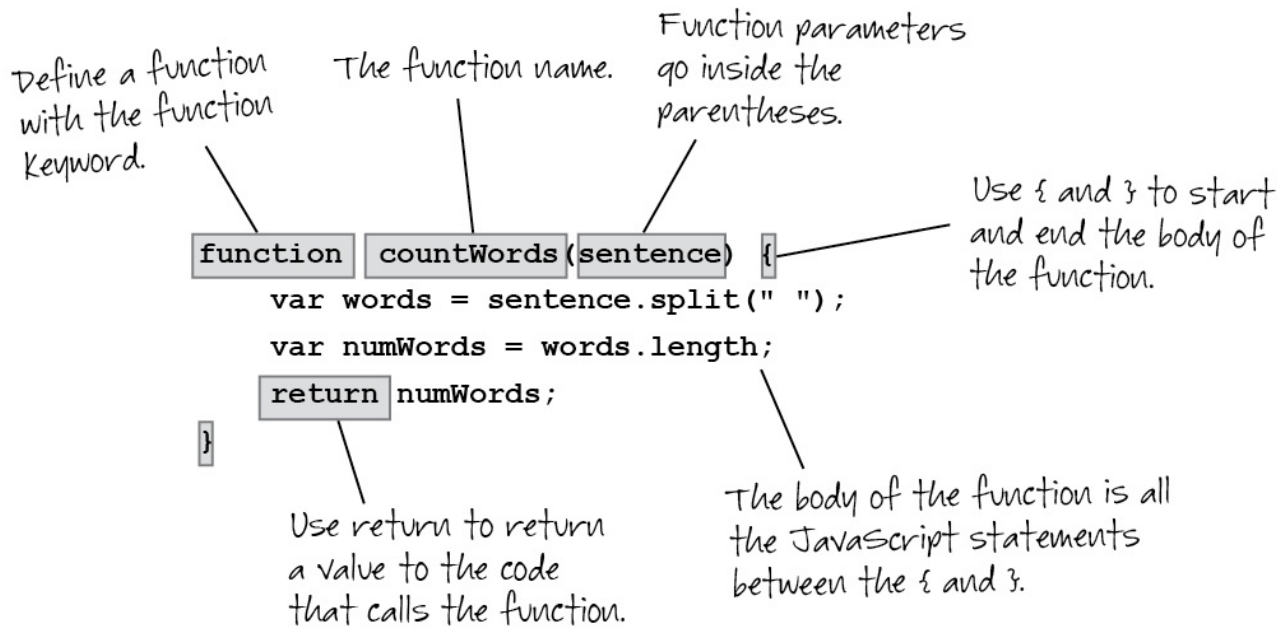 Define a function
with the function
keyword.
The function name.
Function parameters
go inside the
parentheses.
Use { and } to start
and end the body of
the function.
function countWords(sentence) {
var words = sentence.split(" ");
var numWords = words.length;
return numWords;
}
Use return to return
a value to the code
that calls the function.
The body of the function is all
the JavaScript statements
between the { and }.